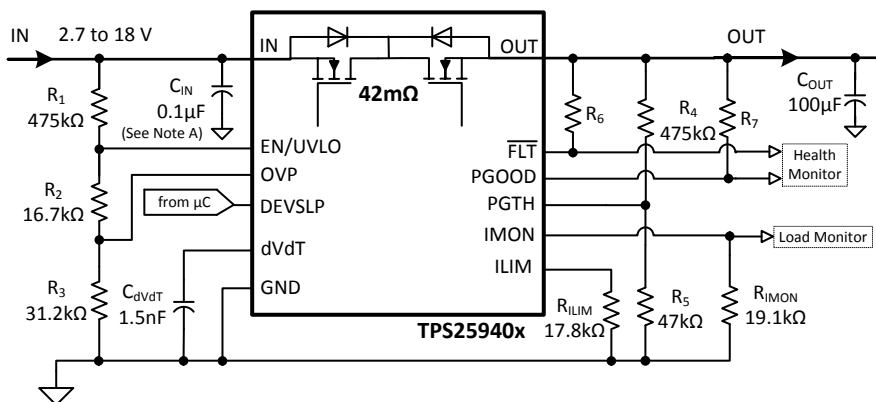 IN
2.7 to 18 V
IN
OUT
OUT
42mΩ
R1
475kΩ
CIN
0.1µF
(See Note A)
R6
R4
475kΩ
R7
COUT
100µF
EN/UVLO
OVP
DEVSLP
dVdT
GND
FLT
PGOOD
PGTH
IMON
ILIM
Health
Monitor
Load Monitor
from µC
R2
16.7kΩ
R3
31.2kΩ
CdVdT
1.5nF
RILIM
17.8kΩ
R5
47kΩ
RIMON
19.1kΩ
TPS25940x